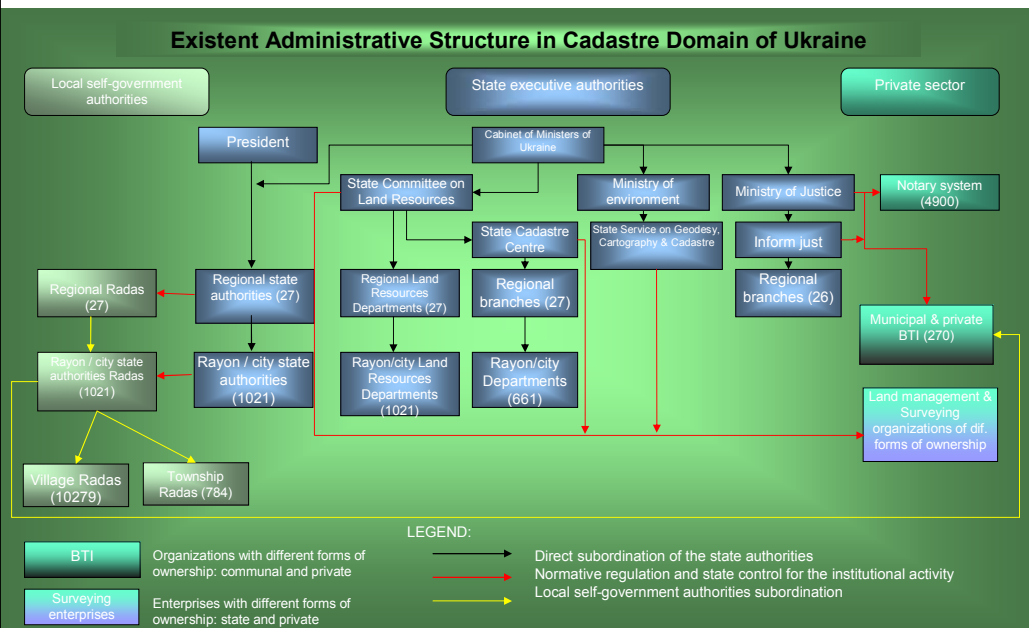 Existent Administrative Structure in Cadastre Domain of Ukraine
Local self-government
authorities
State executive authorities
Private sector
President
Cabinet of Ministers of
Ukraine
State Committee on
Land Resources
Ministry of
environment
Ministry of Justice
Notary system
(4900)
State Cadastre
Centre
State Service on Geodesy,
Cartography & Cadastre
Inform just
Regional Radas
(27)
Regional state
authorities (27)
Regional Land
Resources
Departments (27)
Regional
branches (27)
Regional
branches (26)
Municipal & private
BTI (270)
Rayon / city state
authorities Radas
(1021)
Rayon / city state
authorities
(1021)
Rayon/city Land
Resources
Departments
(1021)
Rayon/city
Departments
(661)
Land management &
Surveying
organizations of dif.
forms of ownership
Village Radas
(10279)
Township
Radas (784)
LEGEND:
BTI
Organizations with different forms of
ownership: communal and private
Surveying
enterprises
Enterprises with different forms of
ownership: state and private
Direct subordination of the state authorities
Normative regulation and state control for the institutional activity
Local self-government authorities subordination